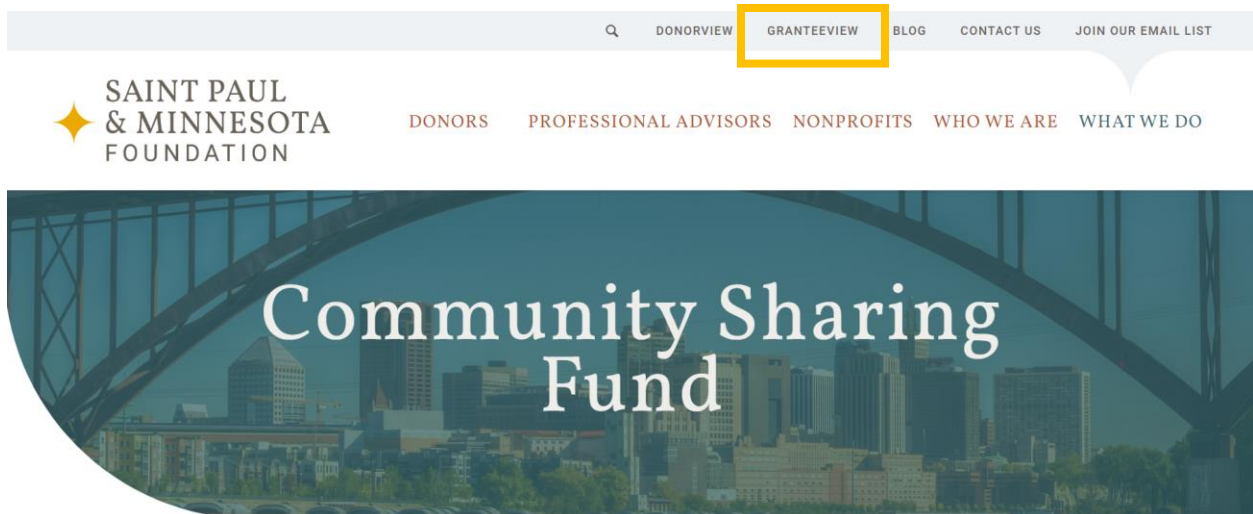 DONORVIEW GRANTEEVIEW BLOG CONTACT US JOIN OUR EMAIL LIST
SAINT PAUL
& MINNESOTA
FOUNDATION
DONORS PROFESSIONAL ADVISORS NONPROFITS WHO WE ARE WHAT WE DO
Community Sharing
Fund